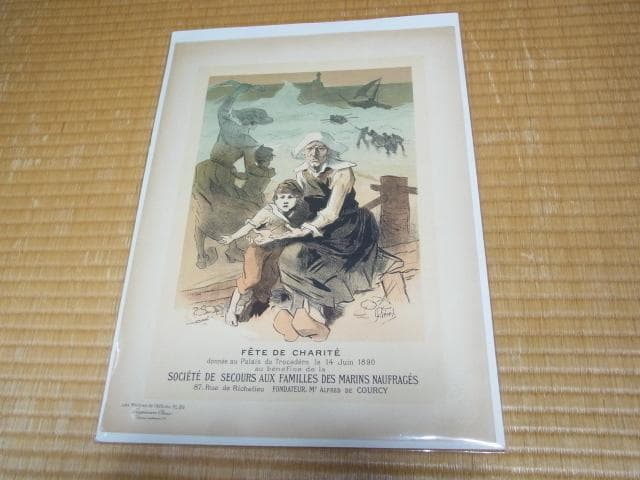 FÊTE DE CHARITÉ
donnée au Palais du Trocadéro le 14 Juin 1890
au bénéfice de la
SOCIÉTÉ DE SECOURS AUX FAMILLES DES MARINS NAUFRAGÉS
87, Rue de Richelieu FONDATEUR, Mr ALFRED DE COURCY